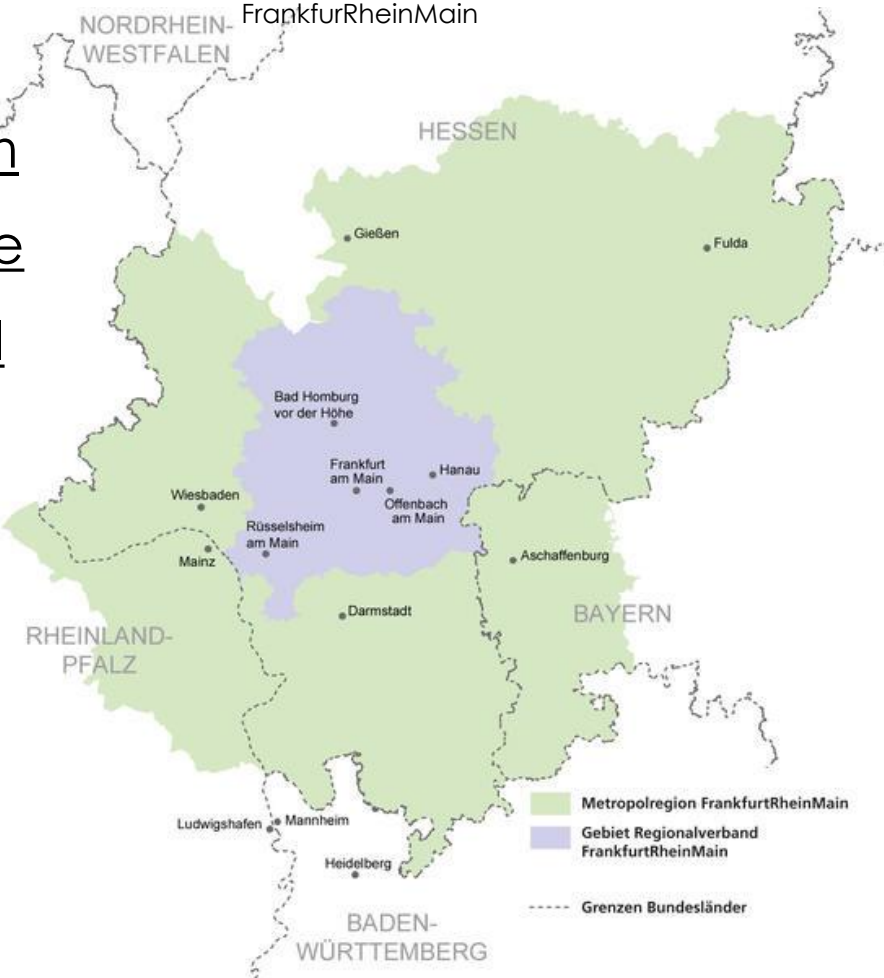 FrankfurRheinMain
NORDRHEIN-
WESTFALEN
HESSEN
n
e
Gießen
Fulda
Bad Homburg
vor der Höhe
Frankfurt
am Main
Hanau
Offenbach
am Main
Wiesbaden
Rüsselsheim
am Main
Mainz
Aschaffenburg
Darmstadt
BAYERN
RHEINLAND-
PFALZ
Ludwigshafen
Mannheim
Heidelberg
BADEN-
WÜRTTEMBERG
Metropolregion FrankfurtRheinMain
Gebiet Regionalverband
FrankfurtRheinMain
Grenzen Bundesländer